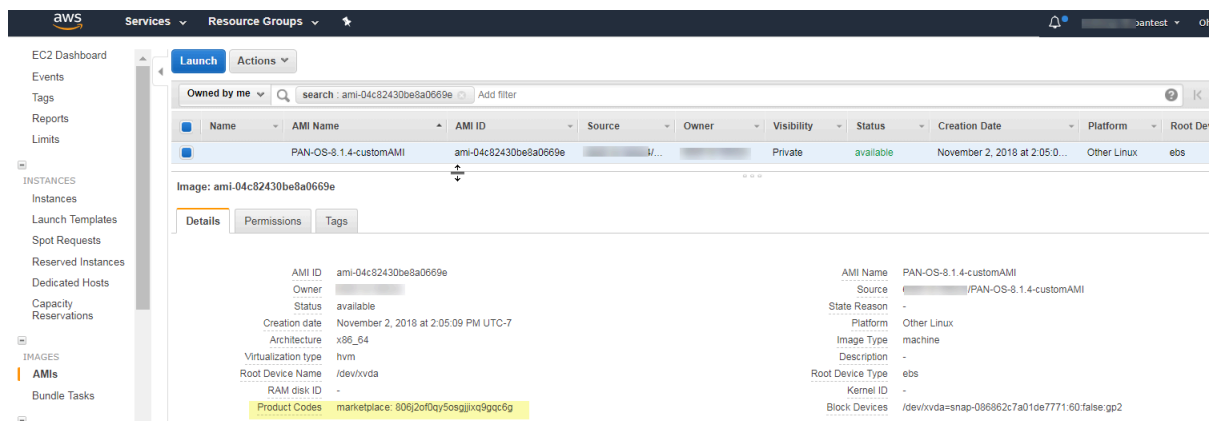 aws Services Resource Groups pantest Oh
EC2 Dashboard
Events
Tags
Reports
Limits
INSTANCES
Instances
Launch Templates
Spot Requests
Reserved Instances
Dedicated Hosts
Capacity
Reservations
IMAGES
AMIs
Bundle Tasks
Launch Actions
Owned by me search : ami-04c82430be8a0669e Add filter
Name AMI Name AMI ID Source Owner Visibility Status Creation Date Platform Root De
PAN-OS-8.1.4-customAMI ami-04c82430be8a0669e /... Private available November 2, 2018 at 2:05:0... Other Linux ebs
Image: ami-04c82430be8a0669e
Details Permissions Tags
AMI ID ami-04c82430be8a0669e
Owner
Status available
Creation date November 2, 2018 at 2:05:09 PM UTC-7
Architecture x86_64
Virtualization type hvm
Root Device Name /dev/xvda
RAM disk ID -
Product Codes marketplace: 806j2of0qy5osgjjixq9gqc6g
AMI Name PAN-OS-8.1.4-customAMI
Source /PAN-OS-8.1.4-customAMI
State Reason -
Platform Other Linux
Image Type machine
Description -
Root Device Type ebs
Kernel ID -
Block Devices /dev/xvda=snap-086862c7a01de7771:60:false:gp2